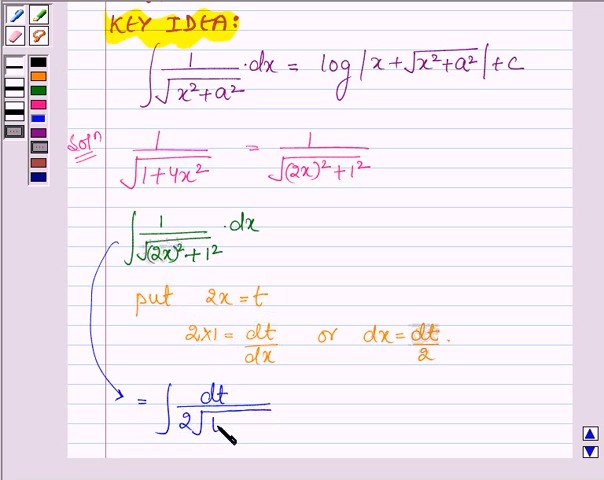 KEY IDEA:
∫ 1/√(x²+a²) · dx = log |x + √(x²+a²)| + c
Solⁿ 1/√(1+4x²) = 1/√((2x)²+1²)
∫ 1/√((2x)²+1²) · dx
put 2x = t
2×1 = dt/dx or dx = dt/2 .
= ∫ dt/2√1